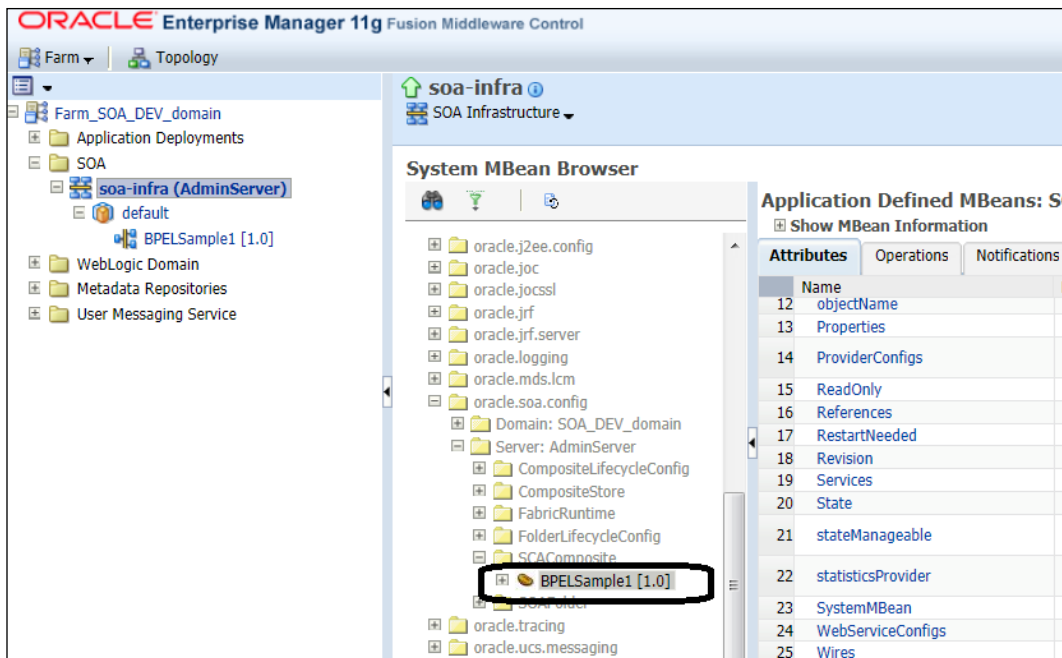 ORACLE Enterprise Manager 11g Fusion Middleware Control
Farm Topology
Farm_SOA_DEV_domain
Application Deployments
SOA
soa-infra (AdminServer)
default
BPELSample1 [1.0]
WebLogic Domain
Metadata Repositories
User Messaging Service
soa-infra
SOA Infrastructure
System MBean Browser
oracle.j2ee.config
oracle.joc
oracle.jocssl
oracle.jrf
oracle.jrf.server
oracle.logging
oracle.mds.lcm
oracle.soa.config
Domain: SOA_DEV_domain
Server: AdminServer
CompositeLifecycleConfig
CompositeStore
FabricRuntime
FolderLifecycleConfig
SCAComposite
BPELSample1 [1.0]
SOAFolder
oracle.tracing
oracle.ucs.messaging
Application Defined MBeans: S
Show MBean Information
Attributes Operations Notifications
Name
12 objectName
13 Properties
14 ProviderConfigs
15 ReadOnly
16 References
17 RestartNeeded
18 Revision
19 Services
20 State
21 stateManageable
22 statisticsProvider
23 SystemMBean
24 WebServiceConfigs
25 Wires